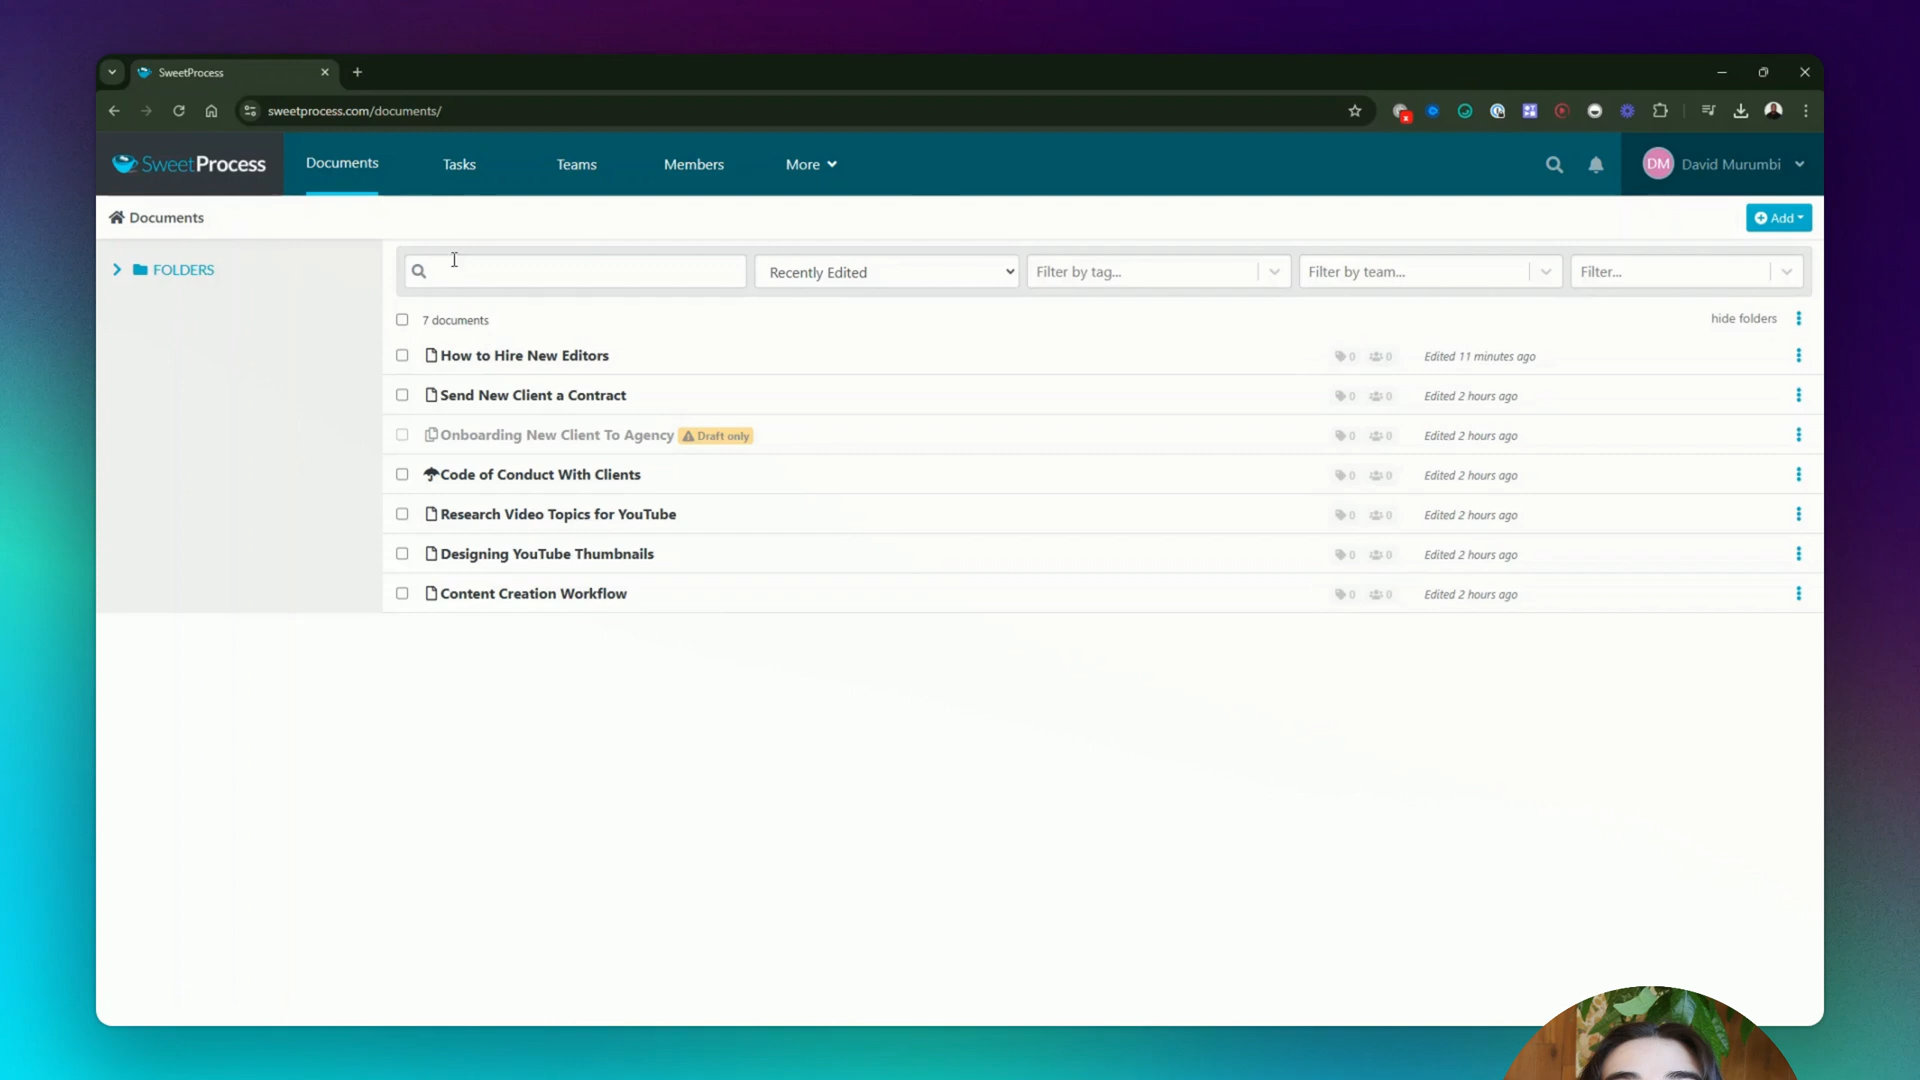 SweetProcess
sweetprocess.com/documents/
SweetProcess
Documents
Tasks
Teams
Members
More
DM
David Murumbi
Documents
Add
FOLDERS
Recently Edited
Filter by tag...
Filter by team...
Filter...
7 documents
hide folders
How to Hire New Editors
0
0
Edited 11 minutes ago
Send New Client a Contract
0
0
Edited 2 hours ago
Onboarding New Client To Agency
Draft only
0
0
Edited 2 hours ago
Code of Conduct With Clients
0
0
Edited 2 hours ago
Research Video Topics for YouTube
0
0
Edited 2 hours ago
Designing YouTube Thumbnails
0
0
Edited 2 hours ago
Content Creation Workflow
0
0
Edited 2 hours ago